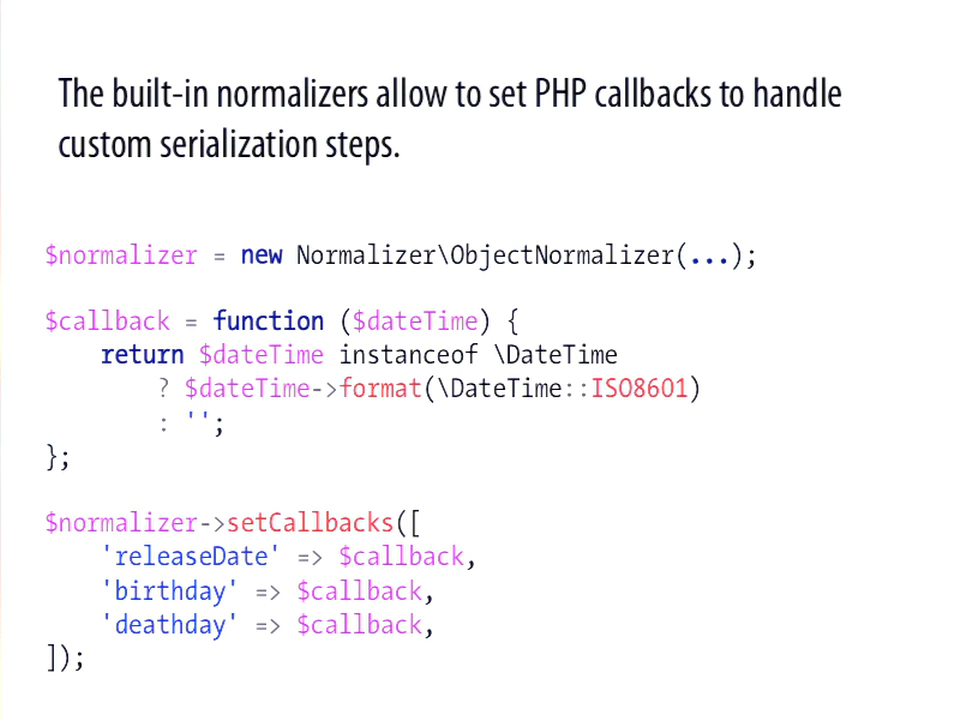 The built-in normalizers allow to set PHP callbacks to handle
custom serialization steps.
$normalizer = new Normalizer\ObjectNormalizer(...);
$callback = function ($dateTime) {
    return $dateTime instanceof \DateTime
        ? $dateTime->format(\DateTime::ISO8601)
        : '';
};
$normalizer->setCallbacks([
    'releaseDate' => $callback,
    'birthday' => $callback,
    'deathday' => $callback,
]);